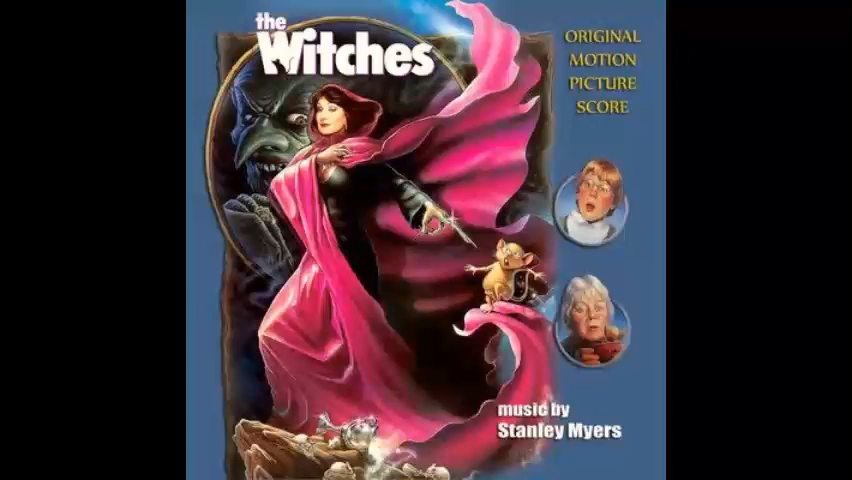 the
Witches
ORIGINAL
MOTION
PICTURE
SCORE
music by
Stanley Myers